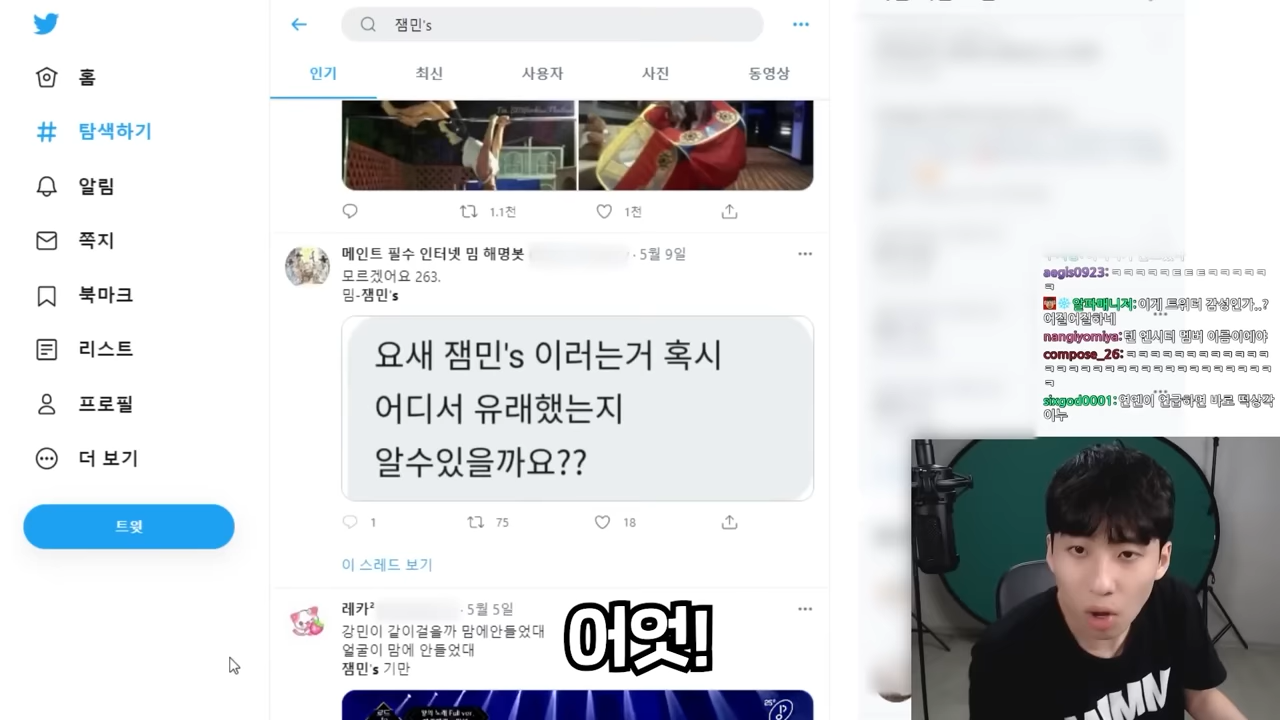 잼민's
인기
최신
사용자
사진
동영상
홈
탐색하기
알림
쪽지
북마크
리스트
프로필
더 보기
트윗
1.1천
1천
메인트 필수 인터넷 밈 해명봇
· 5월 9일
모르겠어요 263.
밈-잼민's
요새 잼민's 이러는거 혹시
어디서 유래했는지
알수있을까요??
1
75
18
이 스레드 보기
레카²
· 5월 5일
강민이 같이걸을까 맘에안들었대
얼굴이 맘에 안들었대
잼민's 기만
어엇!
aegis0923: ㅋㅋㅋㅋㅋㅌㅌㅌㅋㅋㅋㅋㅋ
ㅋ
알파매니저: 이게 트위터 감성인가..?
어질어질하네
nangiyomiya: 텐 엔시티 멤버 이름이에야
compose_26: ㅋㅋㅋㅋㅋㅋㅋㅋㅋㅋㅋㅋ
ㅋㅋㅋㅋㅋㅋㅋㅋㅋㅋㅋㅋㅋㅋㅋㅋㅋㅋㅋ
ㅋ
sixgod0001: 연엔이 언급하면 바로 떡상각
이누